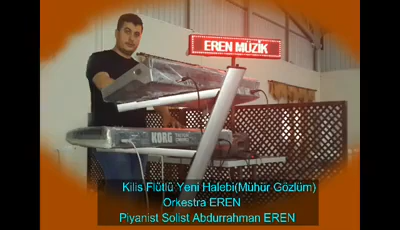 EREN MÜZİK
KORG
Kilis Flütlü Yeni Halebi(Mühür Gözlüm)
Orkestra EREN
Piyanist Solist Abdurrahman EREN